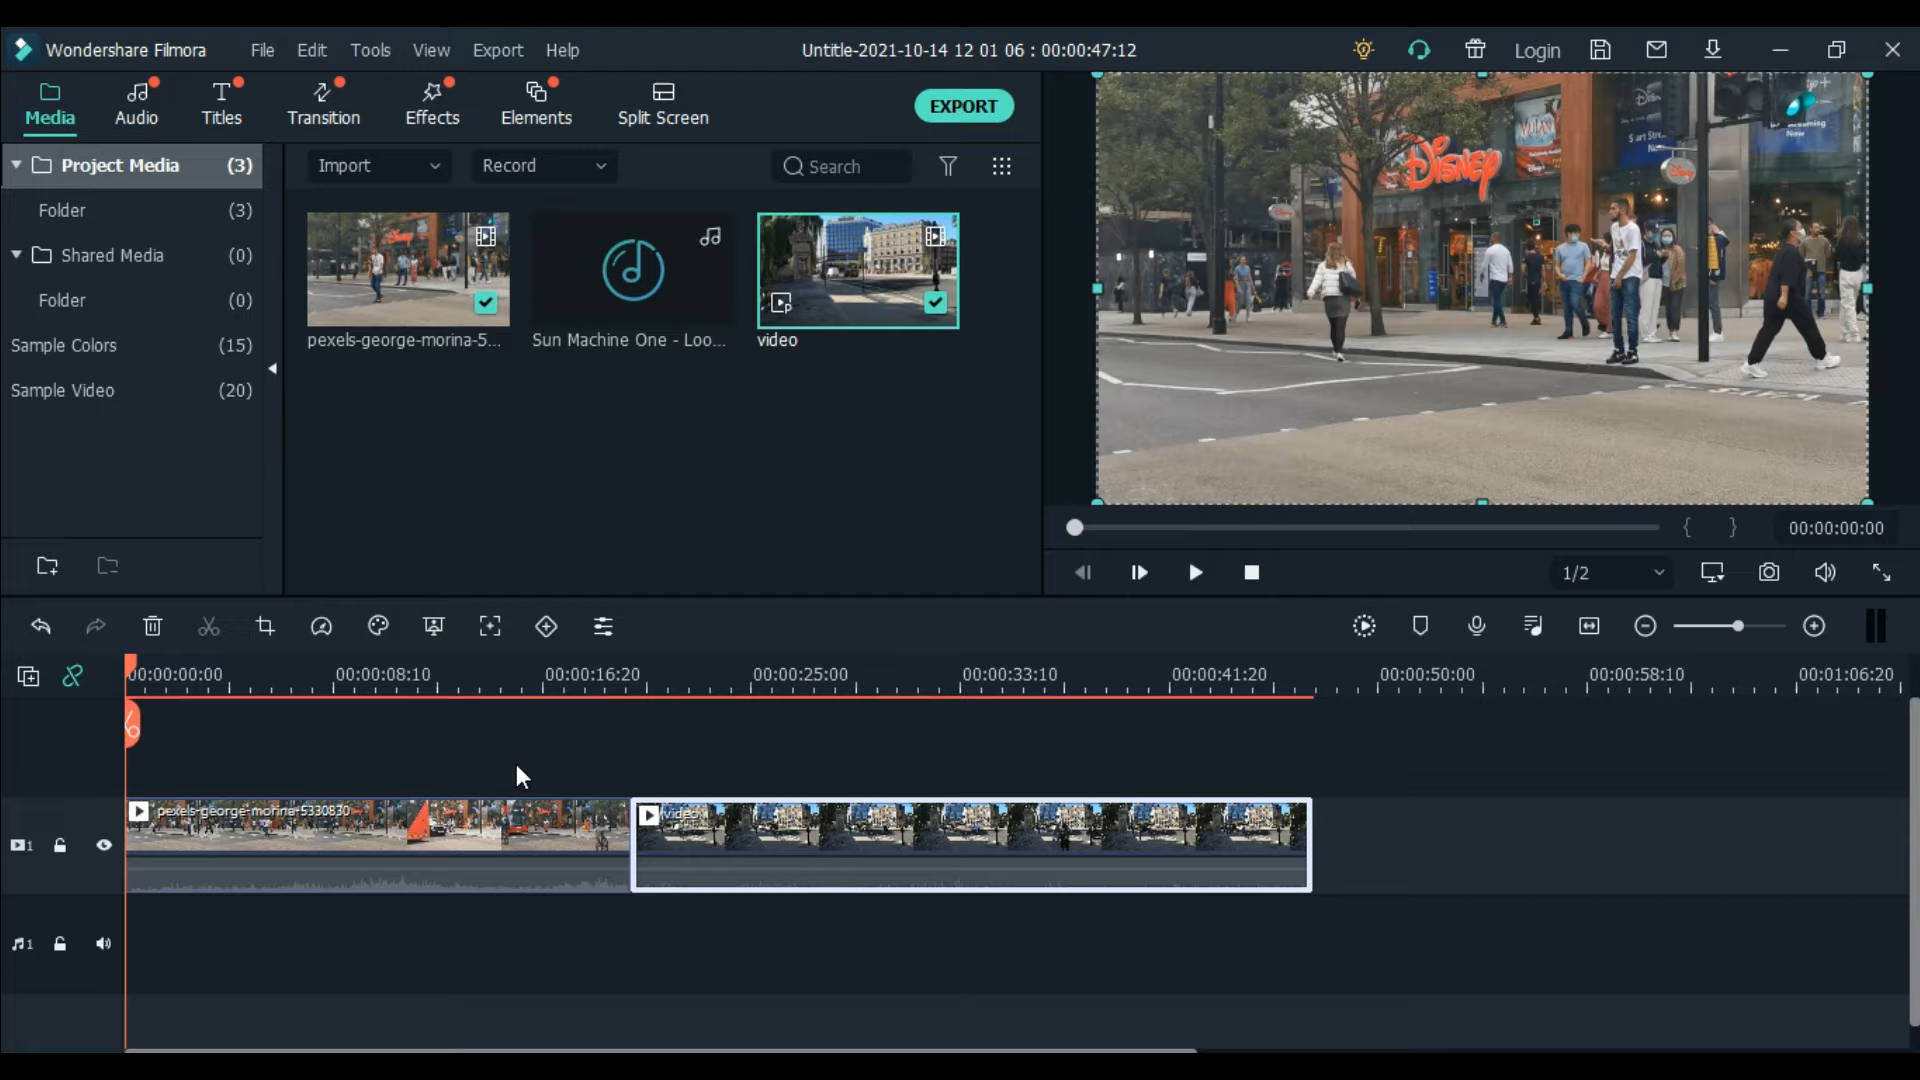 Wondershare Filmora File Edit Tools View Export Help Untitle-2021-10-14 12 01 06 : 00:00:47:12 Login
Media Audio Titles Transition Effects Elements Split Screen EXPORT
Project Media (3)
Folder (3)
Shared Media (0)
Folder (0)
Sample Colors (15)
Sample Video (20)
Import Record Search
pexels-george-morina-5... Sun Machine One - Loo... video
DISNEY
MULAN
Now
00:00:00:00
1/2
00:00:00:00 00:00:08:10 00:00:16:20 00:00:25:00 00:00:33:10 00:00:41:20 00:00:50:00 00:00:58:10 00:01:06:20
pexels-george-morina-5330830 video
1
1